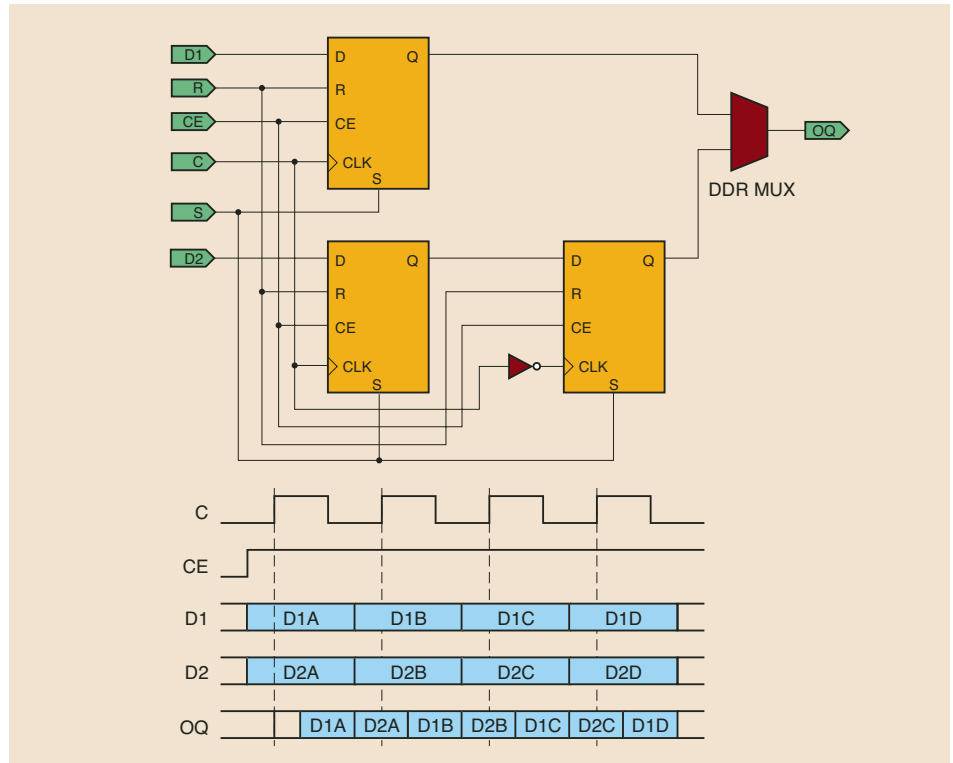 D1
D Q
R
R
CE
CE
C
CLK
S
S
OQ
DDR MUX
D2
D Q
R
CE
CLK
S
D Q
R
CE
CLK
S
C
CE
D1 D1A D1B D1C D1D
D2 D2A D2B D2C D2D
OQ D1A D2A D1B D2B D1C D2C D1D